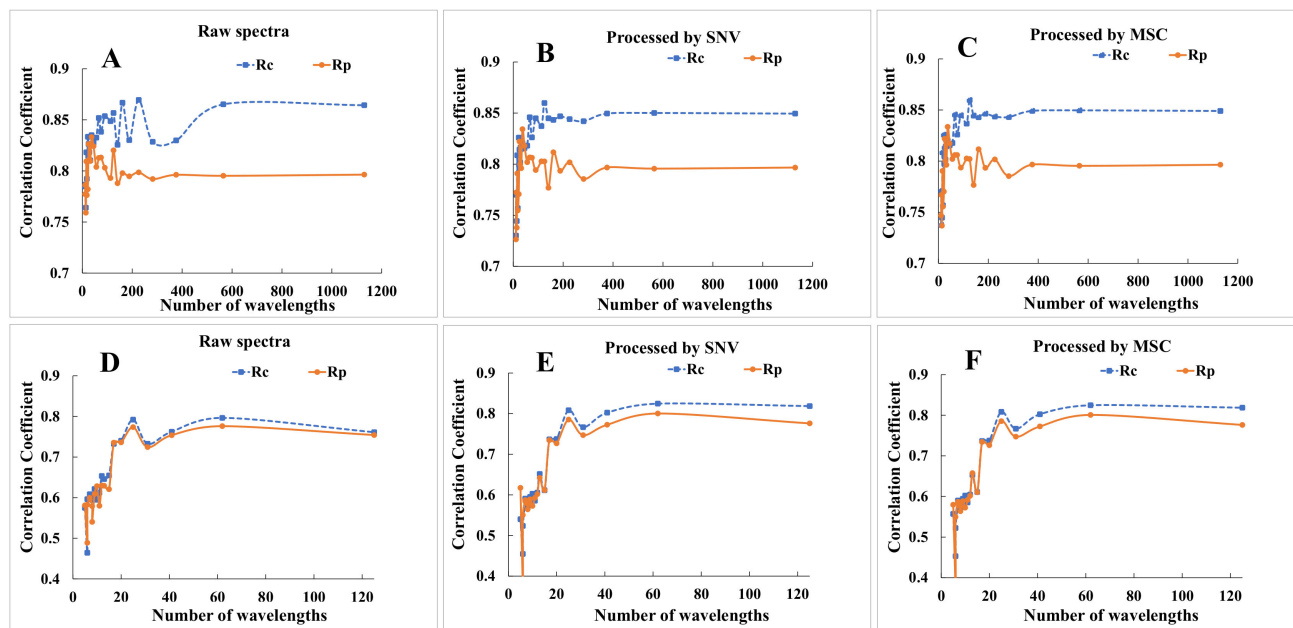 A
Raw spectra
Rc
Rp
Correlation Coefficient
0.9
0.85
0.8
0.75
0.7
0
200
400
600
800
1000
1200
Number of wavelengths
B
Processed by SNV
Rc
Rp
Correlation Coefficient
0.9
0.85
0.8
0.75
0.7
0
200
400
600
800
1000
1200
Number of wavelengths
C
Processed by MSC
Rc
Rp
Correlation Coefficient
0.9
0.85
0.8
0.75
0.7
0
200
400
600
800
1000
1200
Number of wavelengths
D
Raw spectra
Rc
Rp
Correlation Coefficient
0.9
0.8
0.7
0.6
0.5
0.4
0
20
40
60
80
100
120
Number of wavelengths
E
Processed by SNV
Rc
Rp
Correlation Coefficient
0.9
0.8
0.7
0.6
0.5
0.4
0
20
40
60
80
100
120
Number of wavelengths
F
Processed by MSC
Rc
Rp
Correlation Coefficient
0.9
0.8
0.7
0.6
0.5
0.4
0
20
40
60
80
100
120
Number of wavelengths